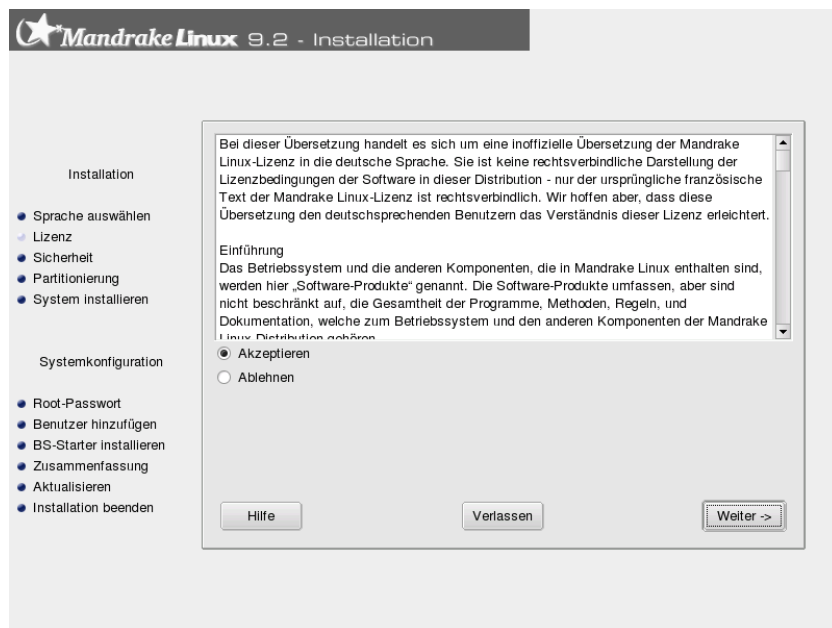 Mandrake Linux 9.2 - Installation
Installation
Sprache auswählen
Lizenz
Sicherheit
Partitionierung
System installieren
Systemkonfiguration
Root-Passwort
Benutzer hinzufügen
BS-Starter installieren
Zusammenfassung
Aktualisieren
Installation beenden
Bei dieser Übersetzung handelt es sich um eine inoffizielle Übersetzung der Mandrake
Linux-Lizenz in die deutsche Sprache. Sie ist keine rechtsverbindliche Darstellung der
Lizenzbedingungen der Software in dieser Distribution - nur der ursprüngliche französische
Text der Mandrake Linux-Lizenz ist rechtsverbindlich. Wir hoffen aber, dass diese
Übersetzung den deutschsprechenden Benutzern das Verständnis dieser Lizenz erleichtert.
Einführung
Das Betriebssystem und die anderen Komponenten, die in Mandrake Linux enthalten sind,
werden hier „Software-Produkte“ genannt. Die Software-Produkte umfassen, aber sind
nicht beschränkt auf, die Gesamtheit der Programme, Methoden, Regeln, und
Dokumentation, welche zum Betriebssystem und den anderen Komponenten der Mandrake
Linux-Distribution gehören
Akzeptieren
Ablehnen
Hilfe
Verlassen
Weiter ->